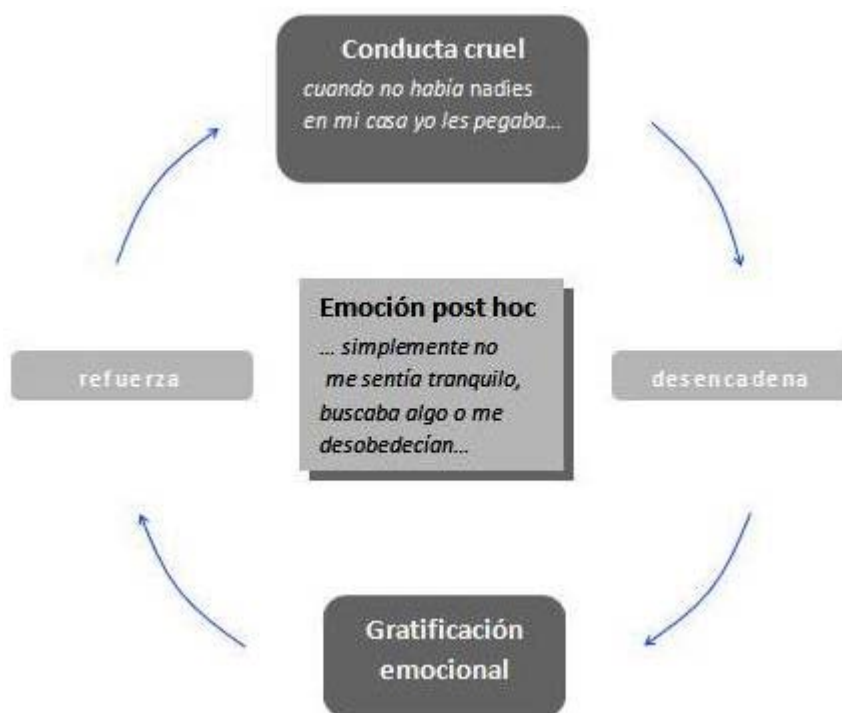 Conducta cruel
cuando no había nadies
en mi casa yo les pegaba...
Emoción post hoc
... simplemente no
me sentía tranquilo,
buscaba algo o me
desobedecían...
refuerza
desencadena
Gratificación
emocional